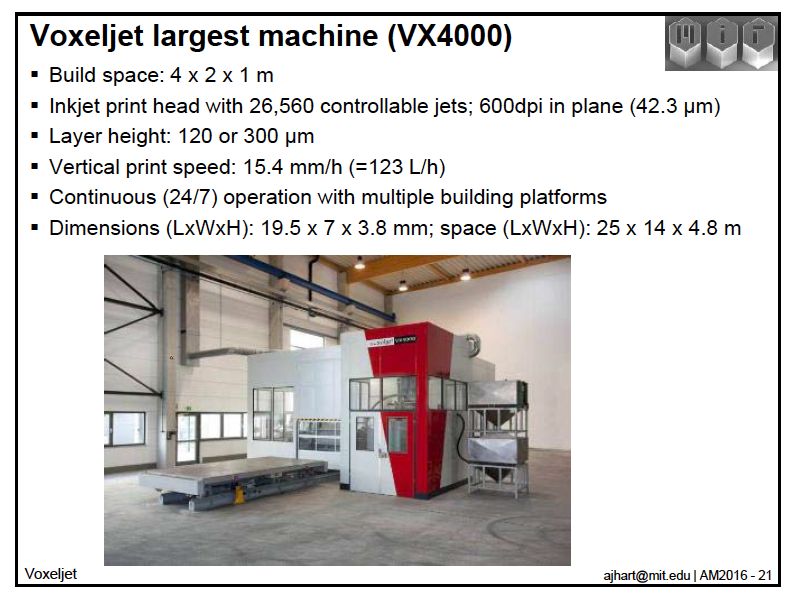 Voxeljet largest machine (VX4000)
MIT
▪ Build space: 4 x 2 x 1 m
▪ Inkjet print head with 26,560 controllable jets; 600dpi in plane (42.3 µm)
▪ Layer height: 120 or 300 µm
▪ Vertical print speed: 15.4 mm/h (=123 L/h)
▪ Continuous (24/7) operation with multiple building platforms
▪ Dimensions (LxWxH): 19.5 x 7 x 3.8 mm; space (LxWxH): 25 x 14 x 4.8 m
voxeljet VX4000
Voxeljet
ajhart@mit.edu | AM2016 - 21